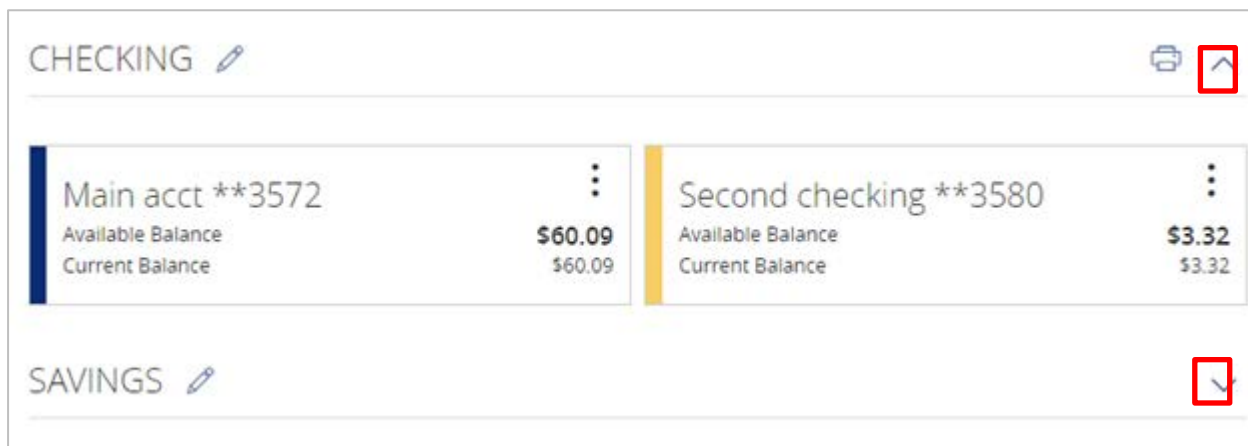 CHECKING
Main acct **3572
Available Balance $60.09
Current Balance $60.09
Second checking **3580
Available Balance $3.32
Current Balance $3.32
SAVINGS